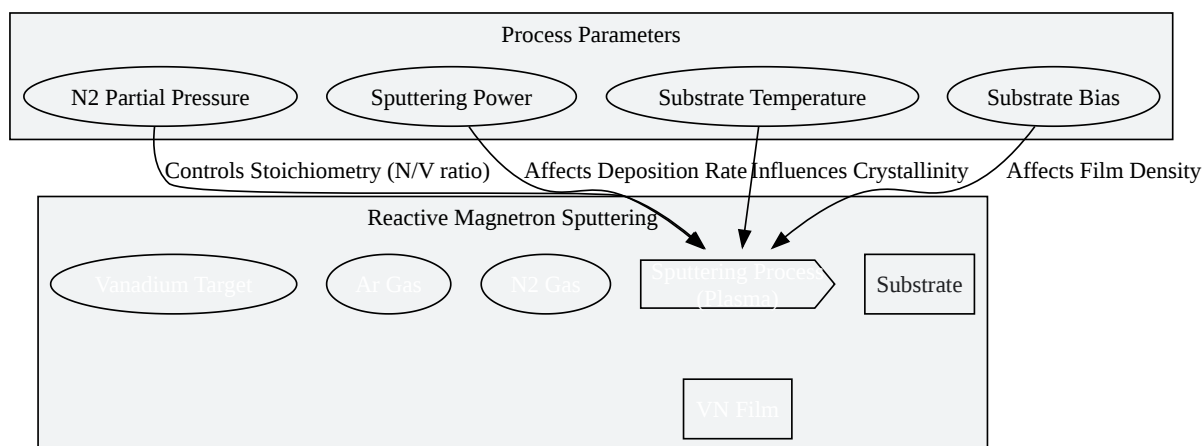 Process Parameters
N2 Partial Pressure
Sputtering Power
Substrate Temperature
Substrate Bias
Controls Stoichiometry (N/V ratio)
Affects Deposition Rate
Influences Crystallinity
Affects Film Density
Reactive Magnetron Sputtering
Vanadium Target
Ar Gas
N2 Gas
Sputtering Process
(Plasma)
Substrate
VN Film